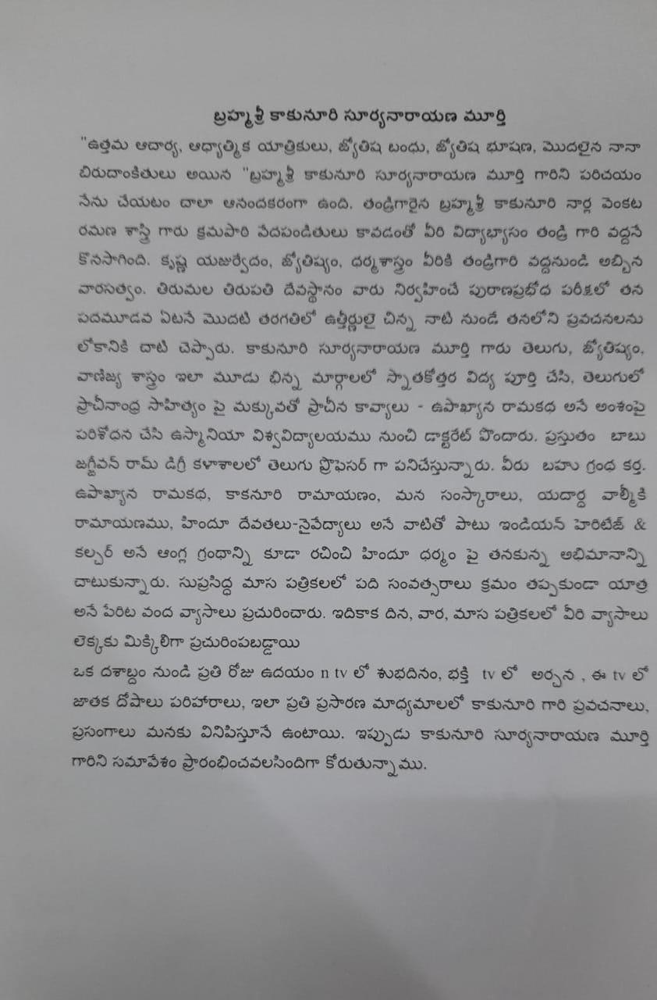 బ్రహ్మశ్రీ కాకునూరి సూర్యనారాయణ మూర్తి
"ఉత్తమ ఆచార్య, ఆధ్యాత్మిక యాత్రికులు, జ్యోతిష బంధు, జ్యోతిష భూషణ, మొదలైన నానా
బిరుదాంకితులు అయిన "బ్రహ్మశ్రీ కాకునూరి సూర్యనారాయణ మూర్తి గారిని పరిచయం
నేను చేయటం చాలా ఆనందకరంగా ఉంది. తండ్రిగారైన బ్రహ్మశ్రీ కాకునూరి నార్ల వెంకట
రమణ శాస్త్రి గారు క్రమపారి వేదపండితులు కావడంతో వీరి విద్యాభ్యాసం తండ్రి గారి వద్దనే
కొనసాగింది. కృష్ణ యజుర్వేదం, జ్యోతిష్యం, ధర్మశాస్త్రం వీరికి తండ్రిగారి వద్దనుండి అబ్బిన
వారసత్వం. తిరుమల తిరుపతి దేవస్థానం వారు నిర్వహించే పురాణప్రభోధ పరీక్షలో తన
పదమూడవ ఏటనే మొదటి తరగతిలో ఉత్తీర్ణులై చిన్న నాటి నుండే తనలోని ప్రవచనలను
లోకానికి చాటి చెప్పారు. కాకునూరి సూర్యనారాయణ మూర్తి గారు తెలుగు, జ్యోతిష్యం,
వాణిజ్య శాస్త్రం ఇలా మూడు భిన్న మార్గాలలో స్నాతకోత్తర విద్య పూర్తి చేసి, తెలుగులో
ప్రాచీనాంధ్ర సాహిత్యం పై మక్కువతో ప్రాచీన కావ్యాలు - ఉపాఖ్యాన రామకథ అనే అంశంపై
పరిశోధన చేసి ఉస్మానియా విశ్వవిద్యాలయము నుంచి డాక్టరేట్ పొందారు. ప్రస్తుతం బాబు
జగ్జీవన్ రామ్ డిగ్రీ కళాశాలలో తెలుగు ప్రొఫెసర్ గా పనిచేస్తున్నారు. వీరు బహు గ్రంధ కర్త.
ఉపాఖ్యాన రామకథ, కాకనూరి రామాయణం, మన సంస్కారాలు, యదార్ధ వాల్మీకి
రామాయణము, హిందూ దేవతలు-నైవేద్యాలు అనే వాటితో పాటు ఇండియన్ హెరిటేజ్ &
కల్చర్ అనే ఆంగ్ల గ్రంథాన్ని కూడా రచించి హిందూ ధర్మం పై తనకున్న అభిమానాన్ని
చాటుకున్నారు. సుప్రసిద్ధ మాస పత్రికలలో పది సంవత్సరాలు క్రమం తప్పకుండా యాత్ర
అనే పేరిట వంద వ్యాసాలు ప్రచురించారు. ఇదికాక దిన, వార, మాస పత్రికలలో వీరి వ్యాసాలు
లెక్కకు మిక్కిలిగా ప్రచురింపబడ్డాయి
ఒక దశాబ్దం నుండి ప్రతి రోజు ఉదయం n tv లో శుభదినం, భక్తి tv లో అర్చన , ఈ tv లో
జాతక దోషాలు పరిహారాలు, ఇలా ప్రతి ప్రసారణ మాధ్యమాలలో కాకునూరి గారి ప్రవచనాలు,
ప్రసంగాలు మనకు వినిపిస్తూనే ఉంటాయి. ఇప్పుడు కాకునూరి సూర్యనారాయణ మూర్తి
గారిని సమావేశం ప్రారంభించవలసిందిగా కోరుతున్నాము.